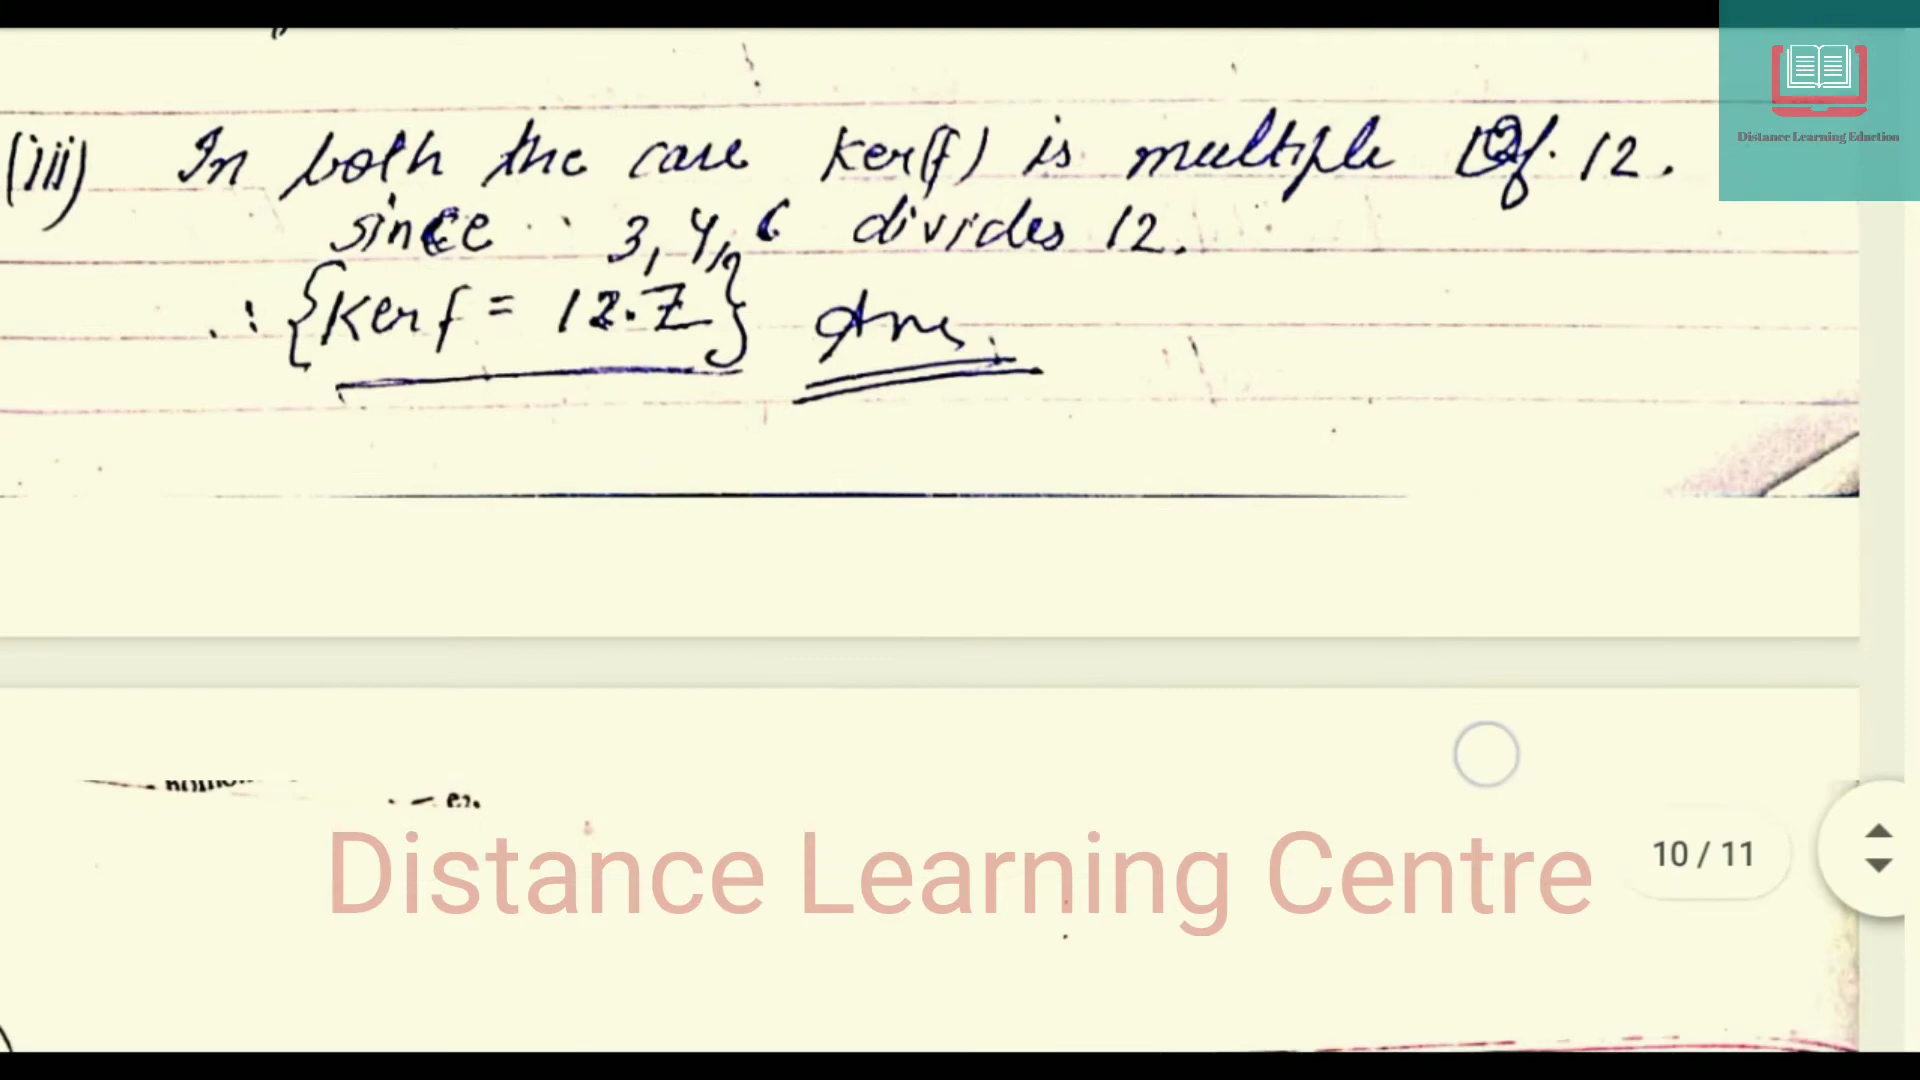 Distance Learning Eduction
(iii) In both the case Ker(f) is multiple Of. 12.
since 3, 4, 6 divides 12.
∴ {Ker f = 12.Z} Ans.
Distance Learning Centre
10 / 11